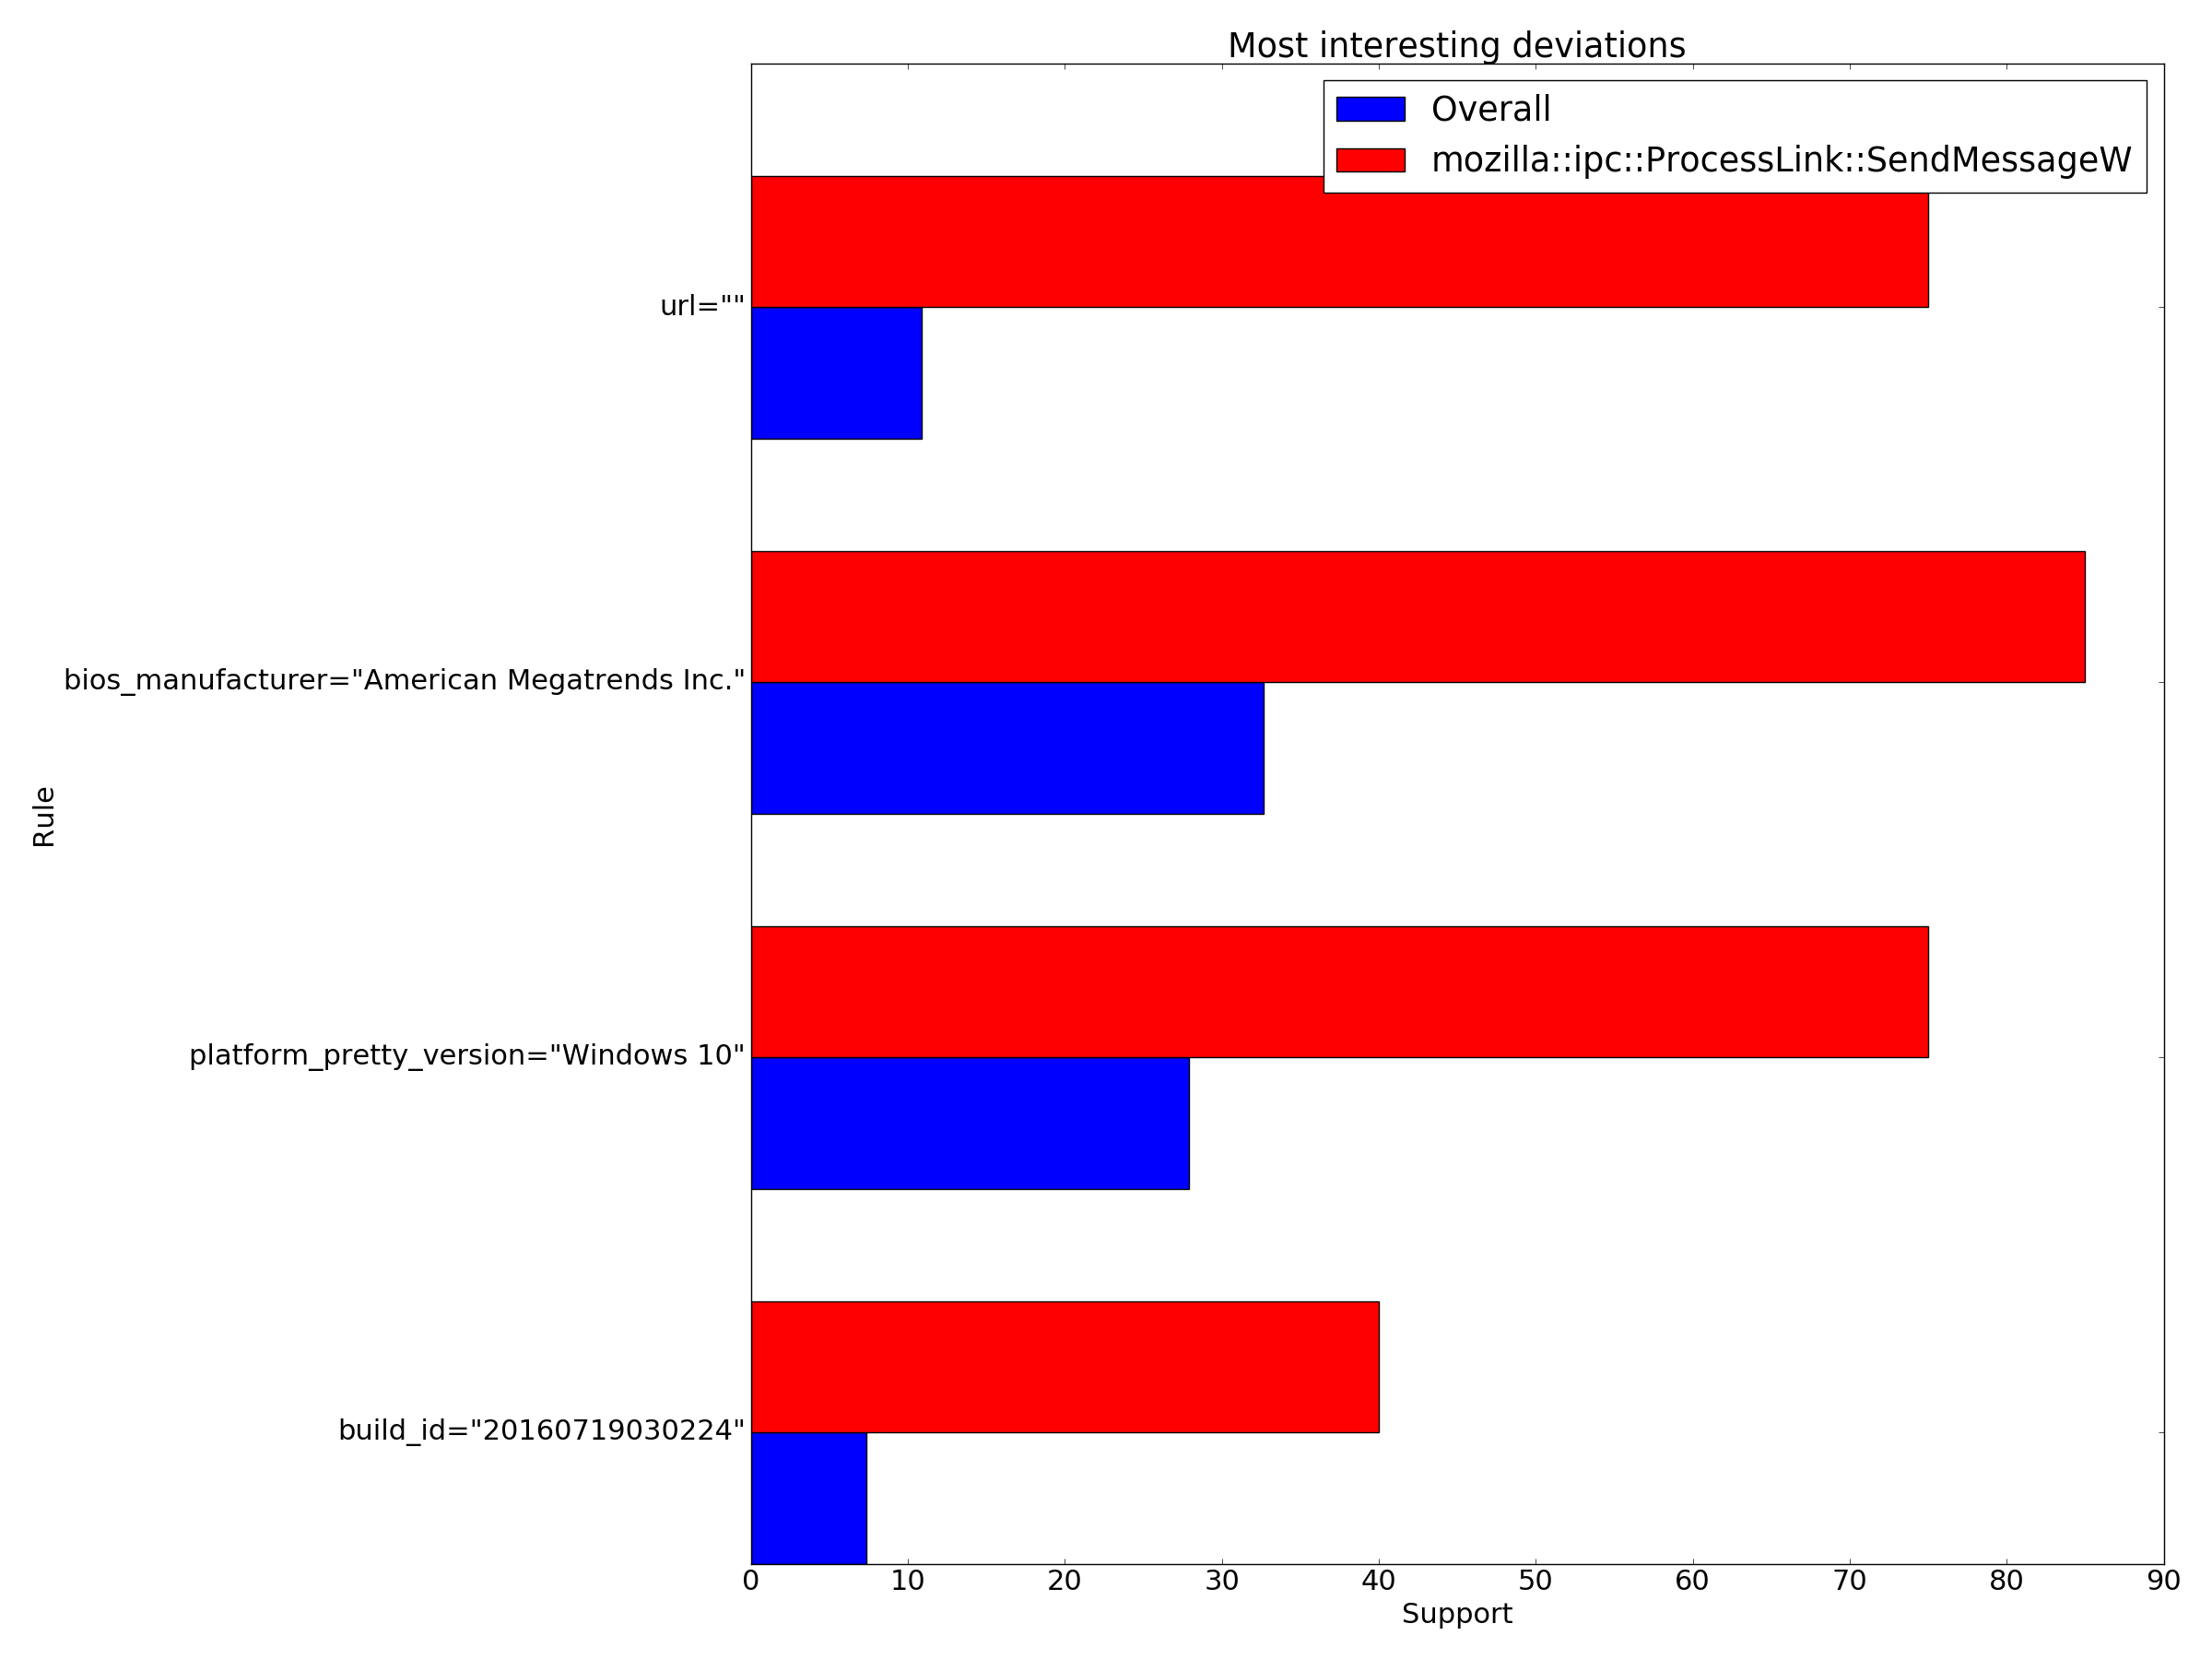 Most interesting deviations
Overall
mozilla::ipc::ProcessLink::SendMessageW
url=""
bios_manufacturer="American Megatrends Inc."
Rule
platform_pretty_version="Windows 10"
build_id="20160719030224"
0 10 20 30 40 50 60 70 80 90
Support